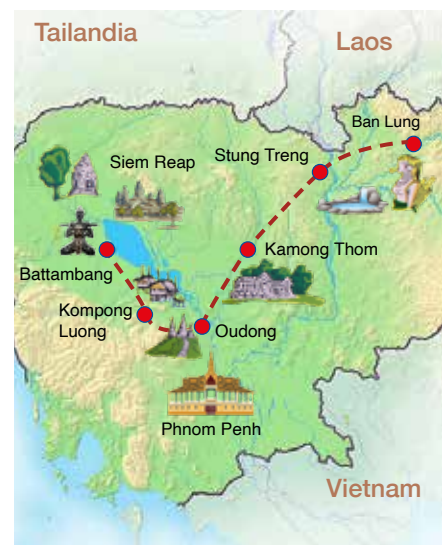 Tailandia
Laos
Ban Lung
Siem Reap
Stung Treng
Battambang
Kamong Thom
Kompong
Luong
Oudong
Phnom Penh
Vietnam